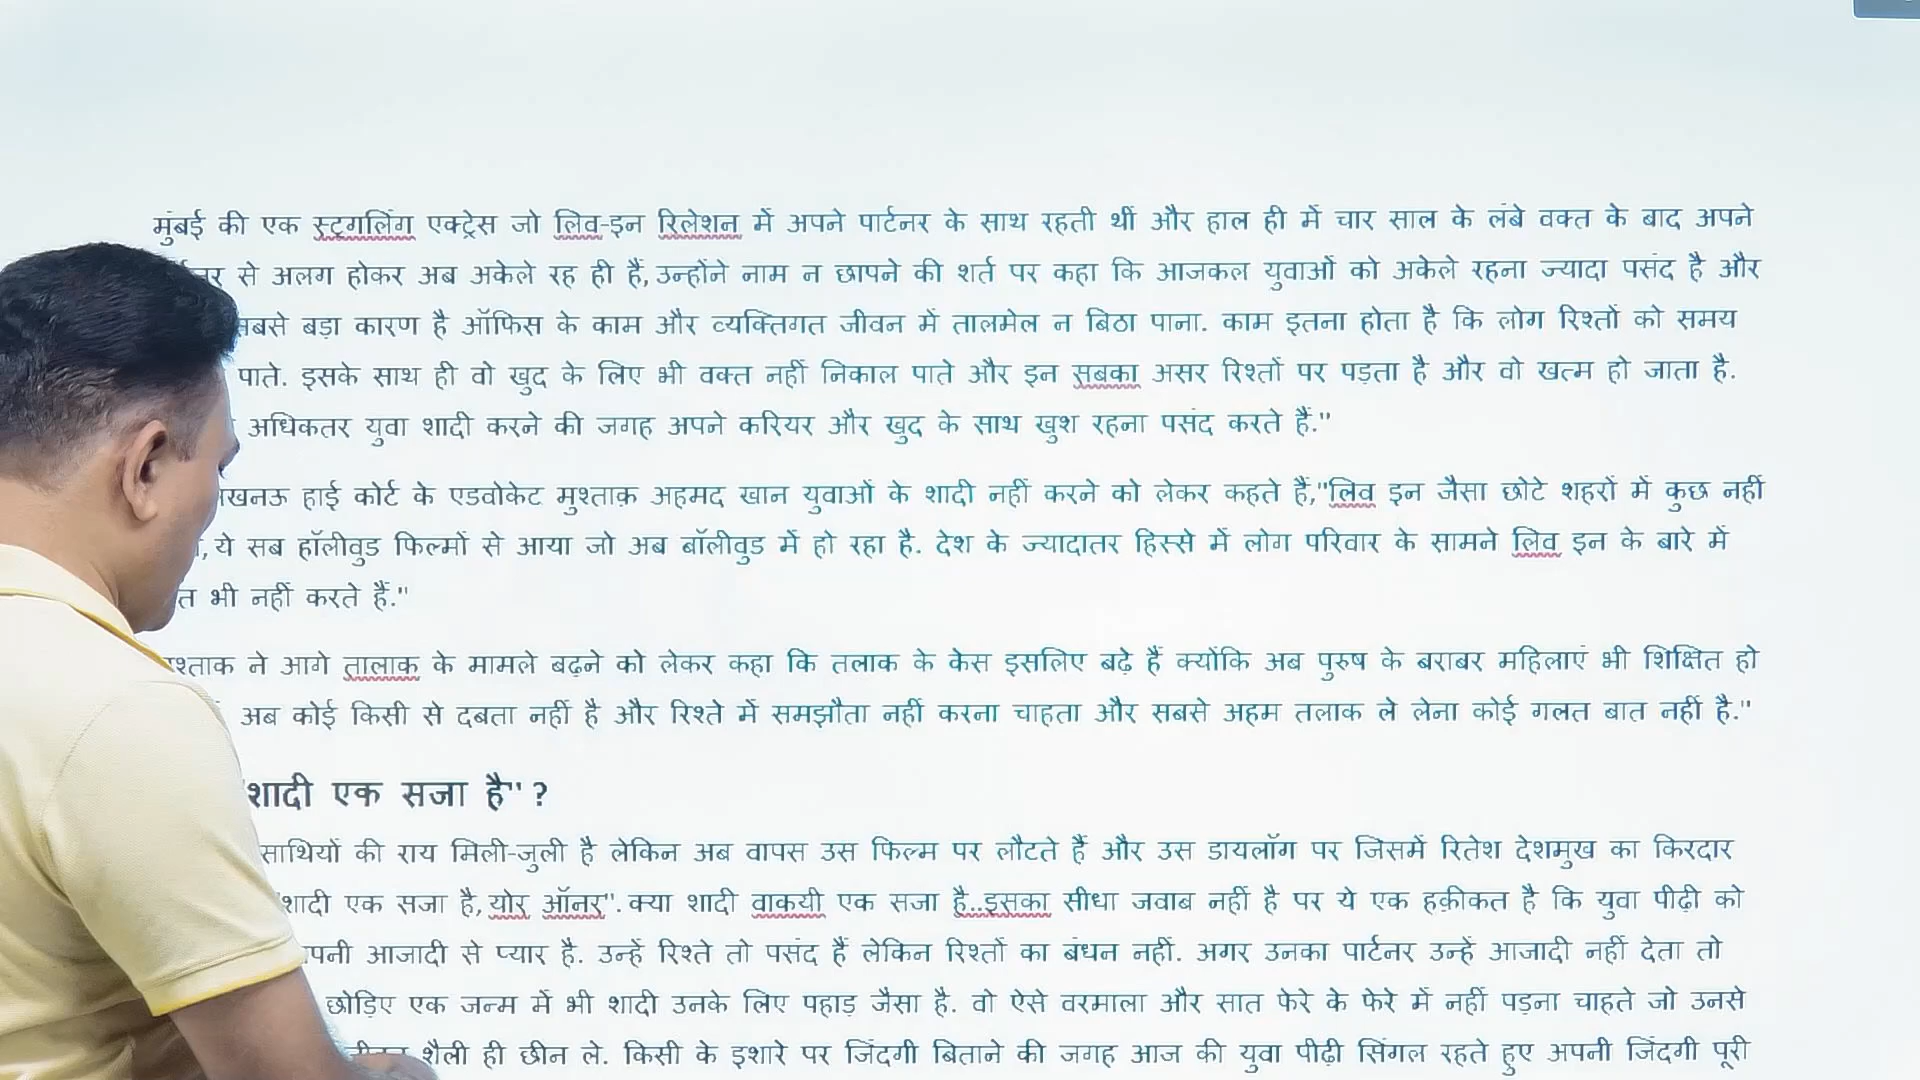 मुंबई की एक स्ट्रगलिंग एक्ट्रेस जो लिव-इन रिलेशन में अपने पार्टनर के साथ रहती थीं और हाल ही में चार साल के लंबे वक्त के बाद अपने
से अलग होकर अब अकेले रह ही हैं, उन्होंने नाम न छापने की शर्त पर कहा कि आजकल युवाओं को अकेले रहना ज्यादा पसंद है और
सबसे बड़ा कारण है ऑफिस के काम और व्यक्तिगत जीवन में तालमेल न बिठा पाना. काम इतना होता है कि लोग रिश्तों को समय
पाते. इसके साथ ही वो खुद के लिए भी वक्त नहीं निकाल पाते और इन सबका असर रिश्तों पर पड़ता है और वो खत्म हो जाता है.
अधिकतर युवा शादी करने की जगह अपने करियर और खुद के साथ खुश रहना पसंद करते हैं."
हाई कोर्ट के एडवोकेट मुश्ताक़ अहमद खान युवाओं के शादी नहीं करने को लेकर कहते हैं,"लिव इन जैसा छोटे शहरों में कुछ नहीं
ये सब हॉलीवुड फिल्मों से आया जो अब बॉलीवुड में हो रहा है. देश के ज्यादातर हिस्से में लोग परिवार के सामने लिव इन के बारे में
भी नहीं करते हैं."
ने आगे तालाक के मामले बढ़ने को लेकर कहा कि तलाक के केस इसलिए बढ़े हैं क्योंकि अब पुरुष के बराबर महिलाएं भी शिक्षित हो
अब कोई किसी से दबता नहीं है और रिश्ते में समझौता नहीं करना चाहता और सबसे अहम तलाक ले लेना कोई गलत बात नहीं है."
शादी एक सजा है" ?
साथियों की राय मिली-जुली है लेकिन अब वापस उस फिल्म पर लौटते हैं और उस डायलॉग पर जिसमें रितेश देशमुख का किरदार
शादी एक सजा है, योर ऑनर". क्या शादी वाकयी एक सजा है..इसका सीधा जवाब नहीं है पर ये एक हक़ीकत है कि युवा पीढ़ी को
आजादी से प्यार है. उन्हें रिश्ते तो पसंद हैं लेकिन रिश्तों का बंधन नहीं. अगर उनका पार्टनर उन्हें आजादी नहीं देता तो
छोड़िए एक जन्म में भी शादी उनके लिए पहाड़ जैसा है. वो ऐसे वरमाला और सात फेरे के फेरे में नहीं पड़ना चाहते जो उनसे
शैली ही छीन ले. किसी के इशारे पर जिंदगी बिताने की जगह आज की युवा पीढ़ी सिंगल रहते हुए अपनी जिंदगी पूरी